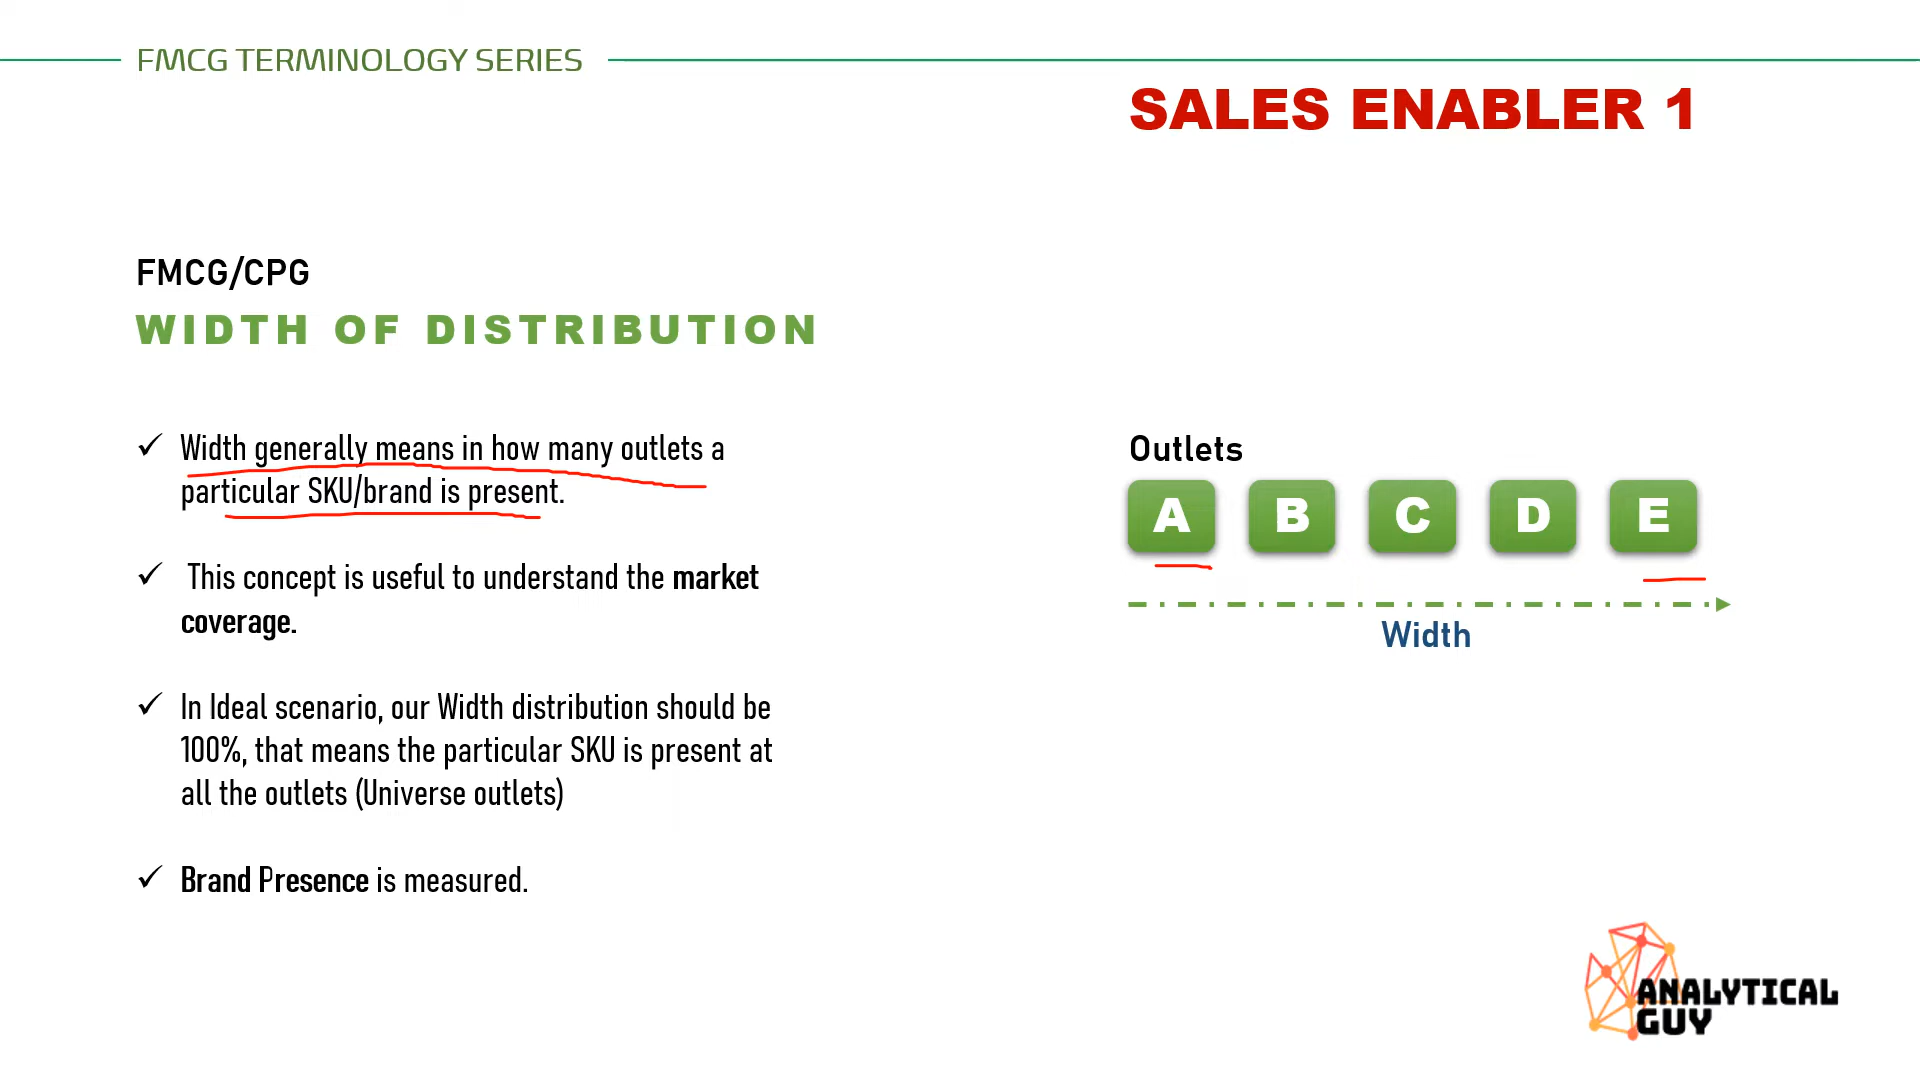 FMCG TERMINOLOGY SERIES
SALES ENABLER 1
FMCG/CPG
WIDTH OF DISTRIBUTION
✓ Width generally means in how many outlets a
particular SKU/brand is present.
✓ This concept is useful to understand the market
coverage.
✓ In Ideal scenario, our Width distribution should be
100%, that means the particular SKU is present at
all the outlets (Universe outlets)
✓ Brand Presence is measured.
Outlets
A B C D E
Width
ANALYTICAL
GUY